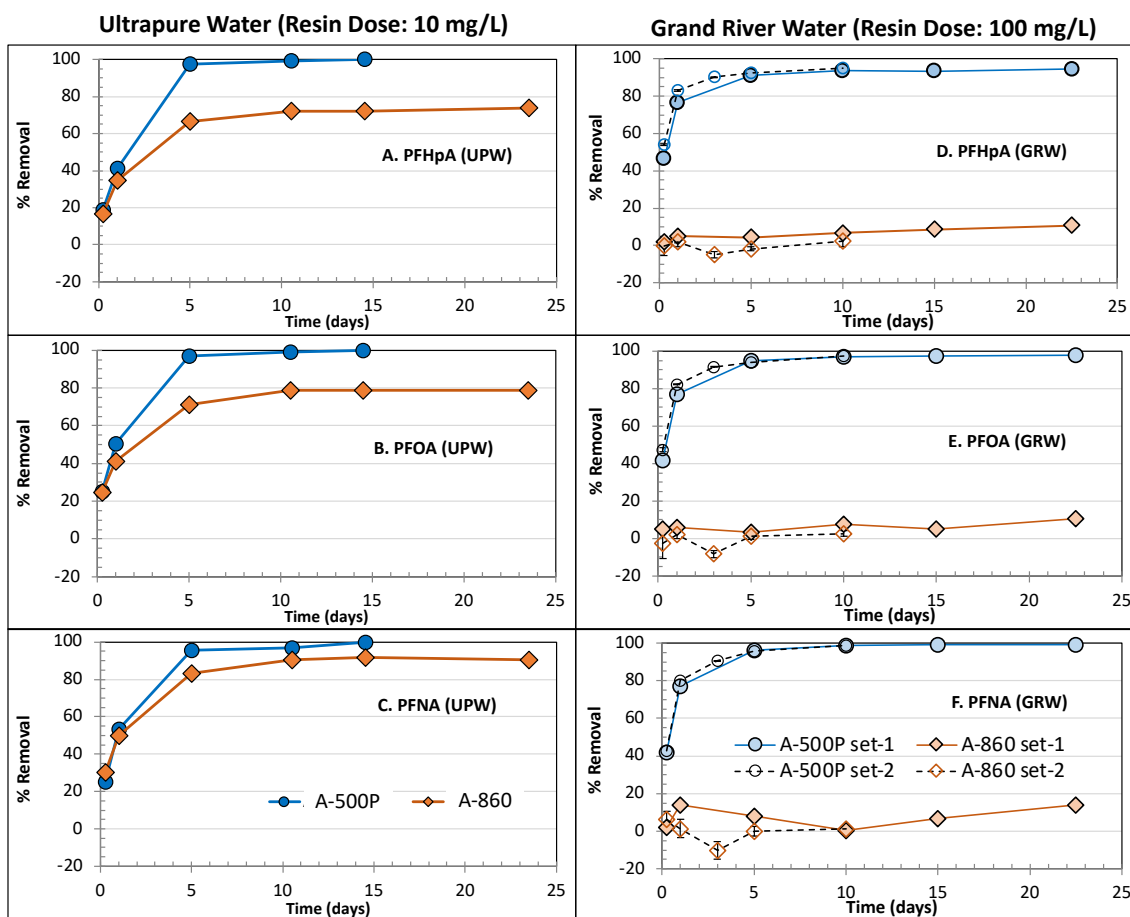 Ultrapure Water (Resin Dose: 10 mg/L)
Grand River Water (Resin Dose: 100 mg/L)
100
80
60
40
20
0
-20
% Removal
A. PFHpA (UPW)
0 5 10 15 20 25
Time (days)
100
80
60
40
20
0
-20
% Removal
D. PFHpA (GRW)
0 5 10 15 20 25
Time (days)
100
80
60
40
20
0
-20
% Removal
B. PFOA (UPW)
0 5 10 15 20 25
Time (days)
100
80
60
40
20
0
-20
% Removal
E. PFOA (GRW)
0 5 10 15 20 25
Time (days)
100
80
60
40
20
0
-20
% Removal
C. PFNA (UPW)
A-500P A-860
0 5 10 15 20 25
Time (days)
100
80
60
40
20
0
-20
% Removal
F. PFNA (GRW)
A-500P set-1 A-860 set-1
A-500P set-2 A-860 set-2
0 5 10 15 20 25
Time (days)